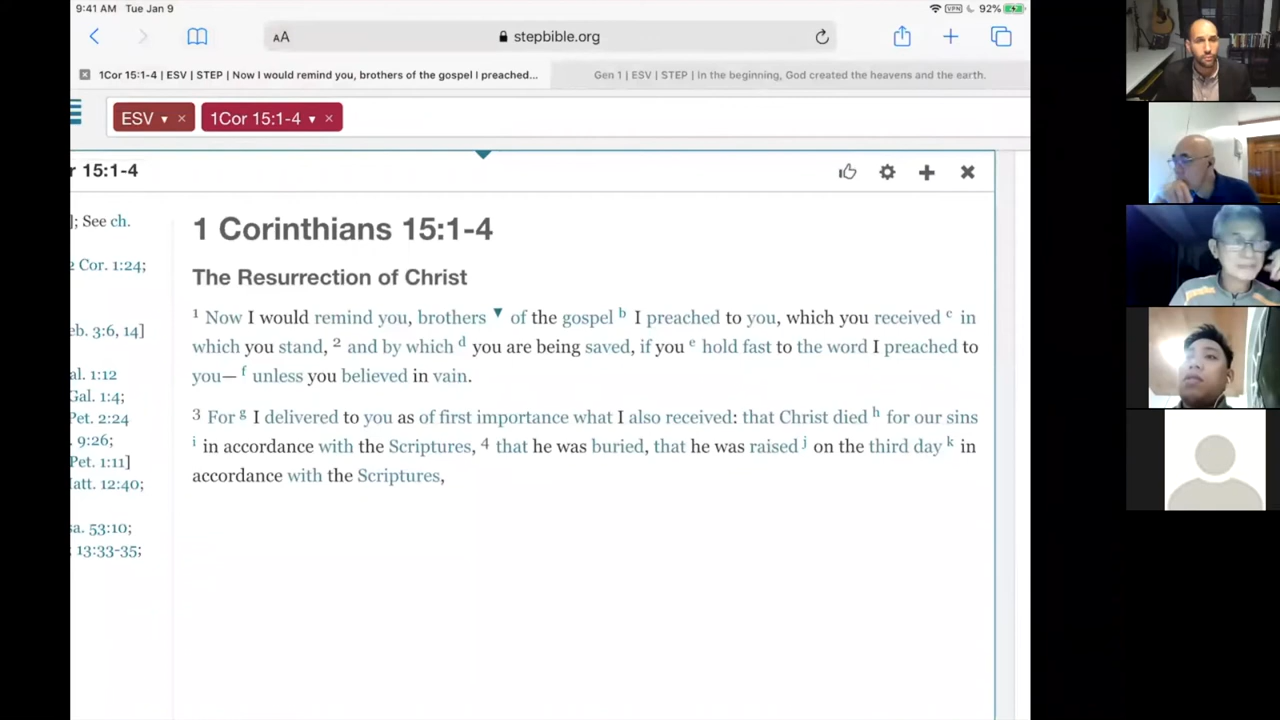 9:41 AM Tue Jan 9
VPN 92%
AA stepbible.org
1Cor 15:1-4 | ESV | STEP | Now I would remind you, brothers of the gospel I preached...
Gen 1 | ESV | STEP | In the beginning, God created the heavens and the earth.
ESV ▾ × 1Cor 15:1-4 ▾ ×
r 15:1-4
]; See ch.
Cor. 1:24;
eb. 3:6, 14]
al. 1:12
Gal. 1:4;
Pet. 2:24
9:26;
Pet. 1:11]
att. 12:40;
sa. 53:10;
13:33-35;
1 Corinthians 15:1-4
The Resurrection of Christ
1 Now I would remind you, brothers ▼ of the gospel b I preached to you, which you received c in
which you stand, 2 and by which d you are being saved, if you e hold fast to the word I preached to
you— f unless you believed in vain.
3 For g I delivered to you as of first importance what I also received: that Christ died h for our sins
i in accordance with the Scriptures, 4 that he was buried, that he was raised j on the third day k in
accordance with the Scriptures,